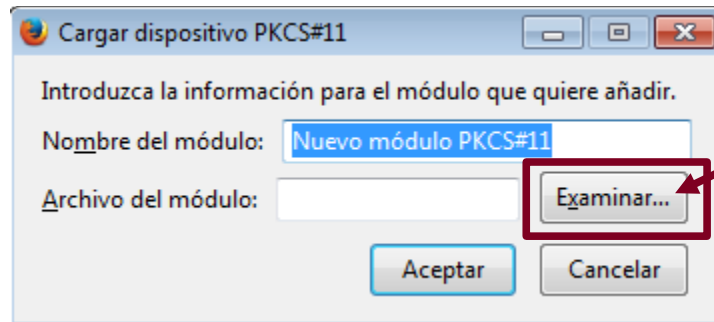 Cargar dispositivo PKCS#11
Introduzca la información para el módulo que quiere añadir.
Nombre del módulo: Nuevo módulo PKCS#11
Archivo del módulo: Examinar...
Aceptar Cancelar